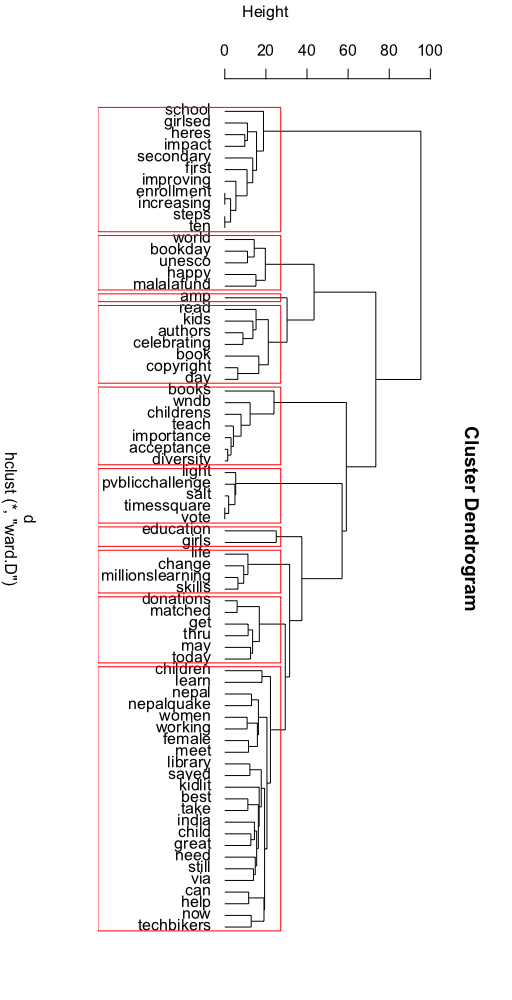 Height
0 20 40 60 80 100
school
girlsed
heres
impact
secondary
first
improving
enrollment
increasing
steps
ten
world
bookday
unesco
happy
malalafund
amp
read
kids
authors
celebrating
book
copyright
day
books
wndb
childrens
teach
importance
acceptance
diversity
light
pvblicchallenge
salt
timessquare
vote
education
girls
life
change
millionslearning
skills
donations
matched
get
thru
may
today
children
learn
nepal
nepalquake
women
working
female
meet
library
saved
kidlit
best
take
india
child
great
need
still
via
can
help
now
techbikers
Cluster Dendrogram
d
hclust (*, "ward.D")